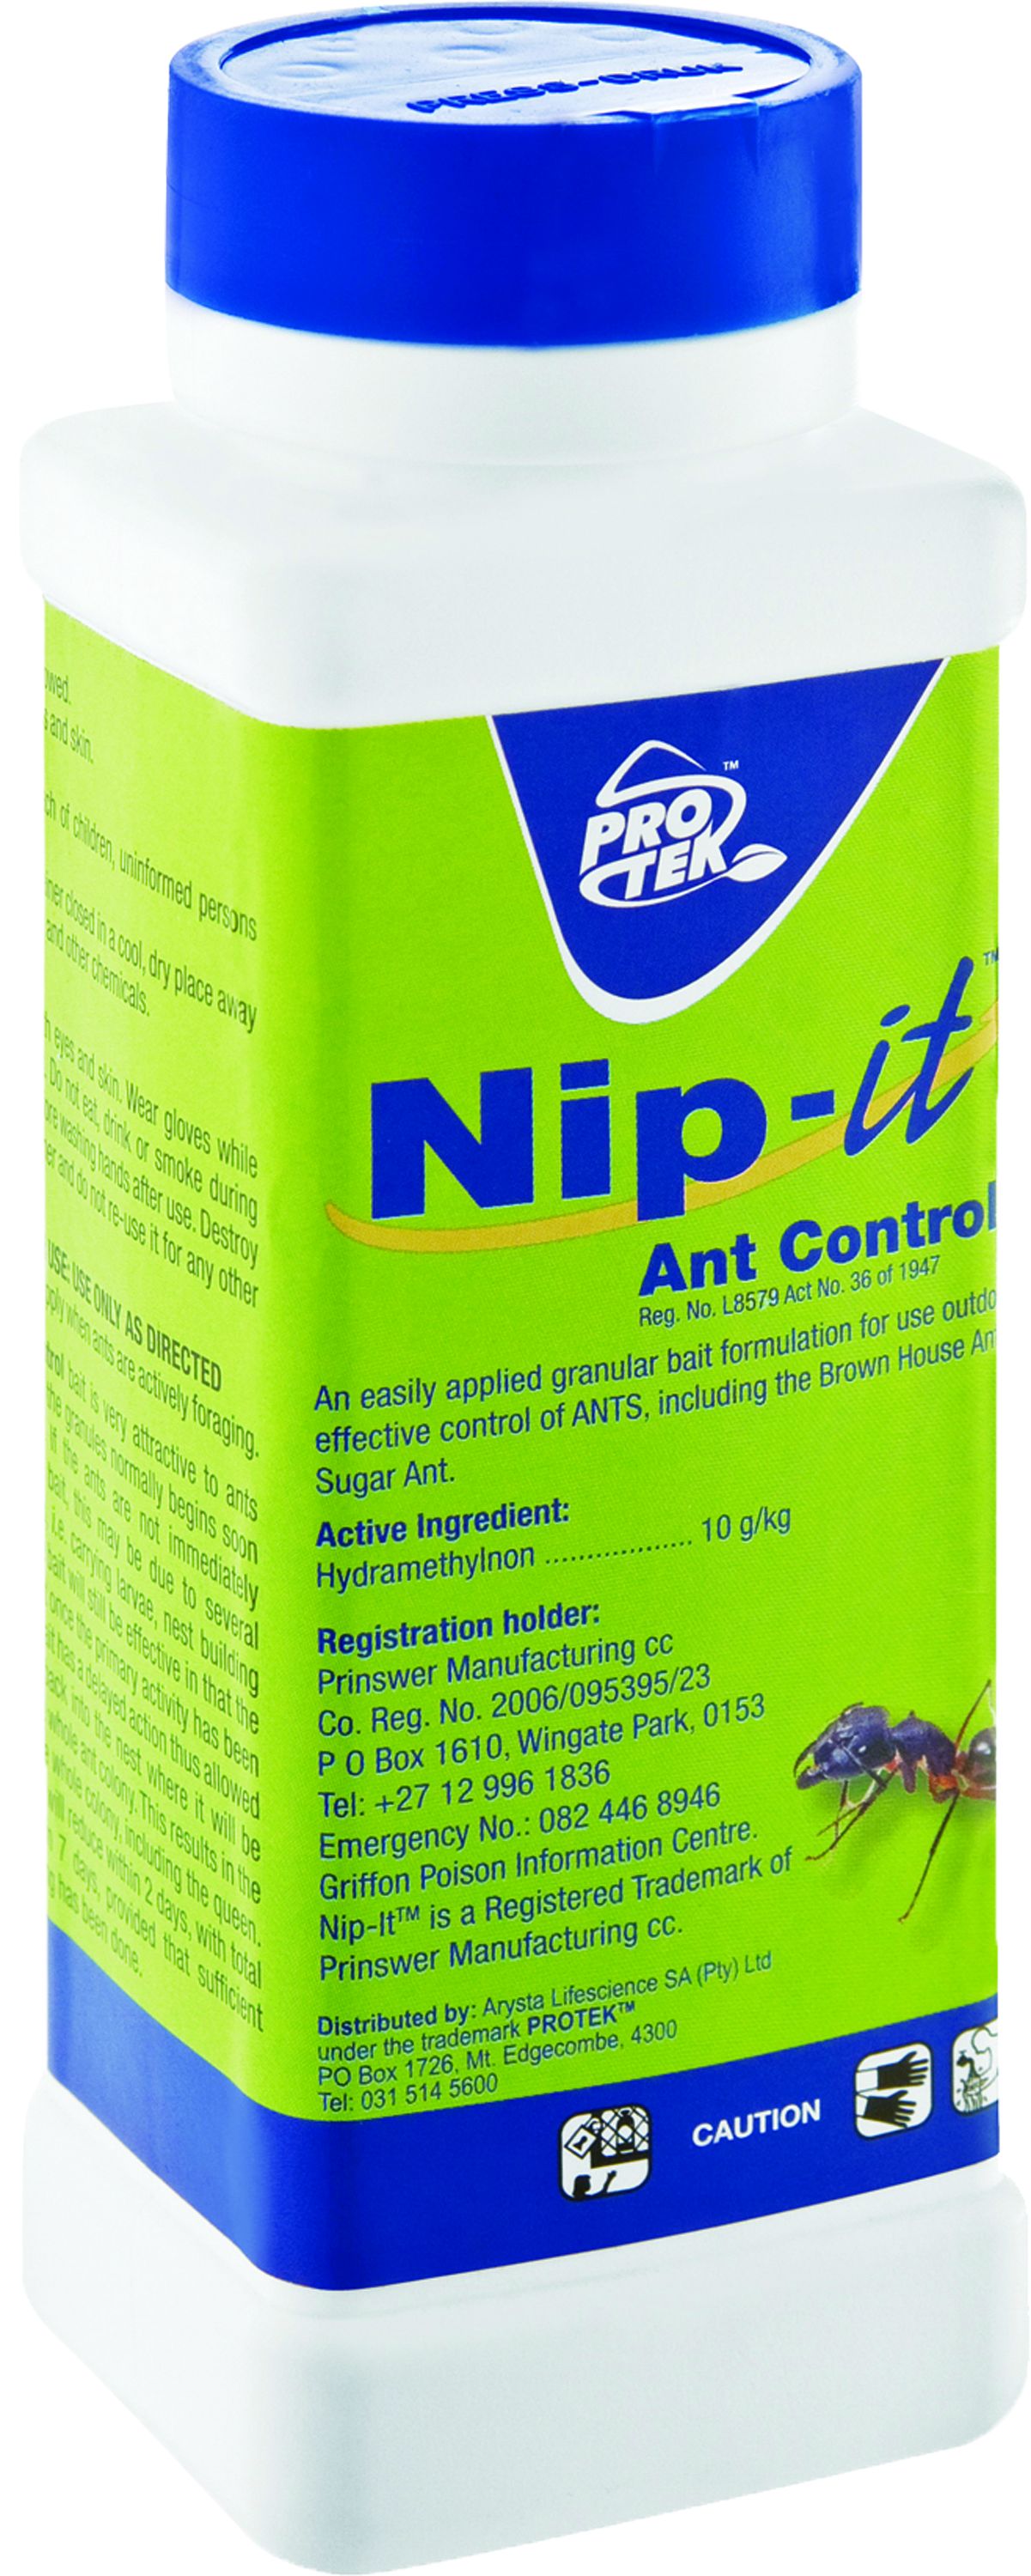 PRESS-DRUK
PRO
TEK
TM
Nip-it
TM
Ant Control
Reg. No. L8579 Act No. 36 of 1947
An easily applied granular bait formulation for use
effective control of ANTS, including the Brown House
Sugar Ant.
Active Ingredient:
Hydramethylnon .................. 10 g/kg
Registration holder:
Prinswer Manufacturing cc
Co. Reg. No. 2006/095395/23
P O Box 1610, Wingate Park, 0153
Tel: +27 12 996 1836
Emergency No.: 082 446 8946
Griffon Poison Information Centre.
Nip-It™ is a Registered Trademark of
Prinswer Manufacturing cc.
Distributed by: Arysta Lifescience SA (Pty) Ltd
under the trademark PROTEK™
PO Box 1726, Mt. Edgecombe, 4300
Tel: 031 514 5600
CAUTION
and skin.
of children, uninformed persons
closed in a cool, dry place away
and other chemicals.
eyes and skin. Wear gloves while
. Do not eat, drink or smoke during
washing hands after use. Destroy
and do not re-use it for any other
USE: USE ONLY AS DIRECTED
when ants are actively foraging.
bait is very attractive to ants
the granules normally begins soon
If the ants are not immediately
bait, this may be due to several
i.e. carrying larvae, nest building
bait will still be effective in that the
once the primary activity has been
has a delayed action thus allowed
back into the nest where it will be
whole ant colony. This results in the
whole colony, including the queen.
will reduce within 2 days, with total
7 days, provided that sufficient
has been done.